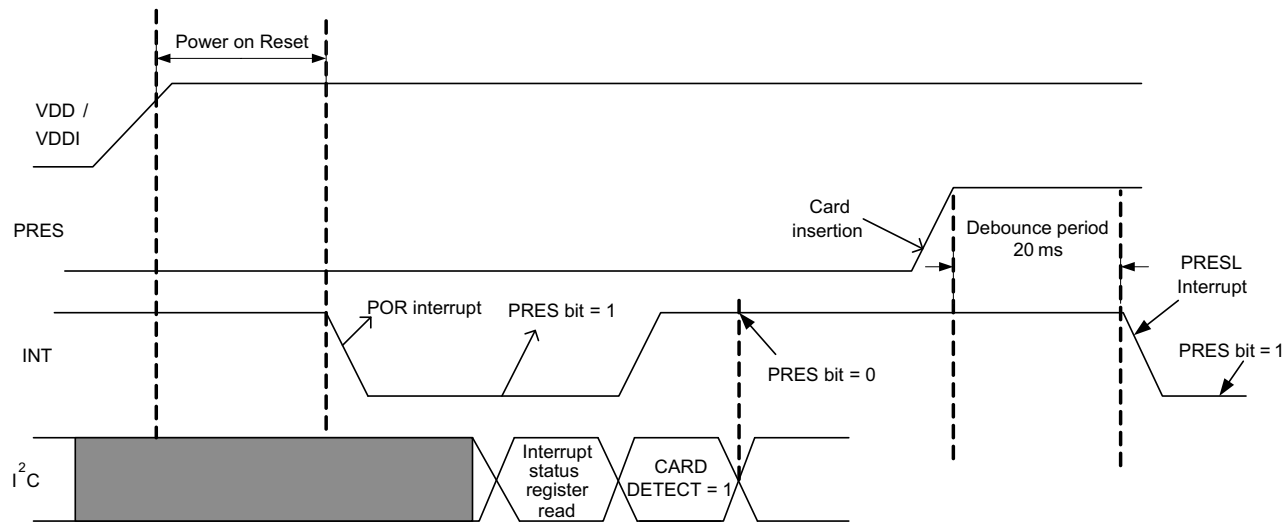 Power on Reset
VDD /
VDDI
PRES
Card
insertion
Debounce period
20 ms
PRESL
Interrupt
INT
POR interrupt
PRES bit = 1
PRES bit = 0
PRES bit = 1
I²C
Interrupt
status
register
read
CARD
DETECT = 1